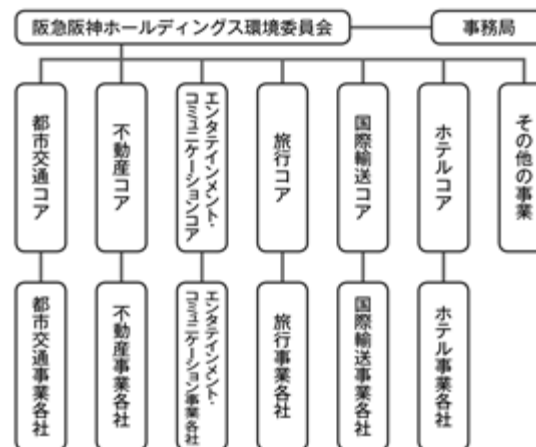 阪急阪神ホールディングス環境委員会
事務局
都市交通コア
不動産コア
エンタテインメント・
コミュニケーションコア
旅行コア
国際輸送コア
ホテルコア
その他の事業
都市交通事業各社
不動産事業各社
エンタテインメント・
コミュニケーション事業各社
旅行事業各社
国際輸送事業各社
ホテル事業各社